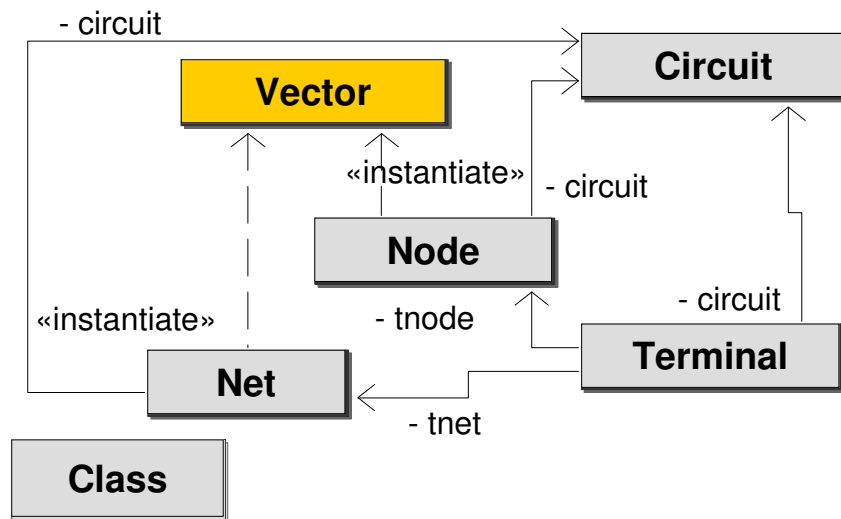 - circuit
Circuit
Vector
«instantiate»
- circuit
Node
- circuit
«instantiate»
- tnode
Terminal
Net
- tnet
Class